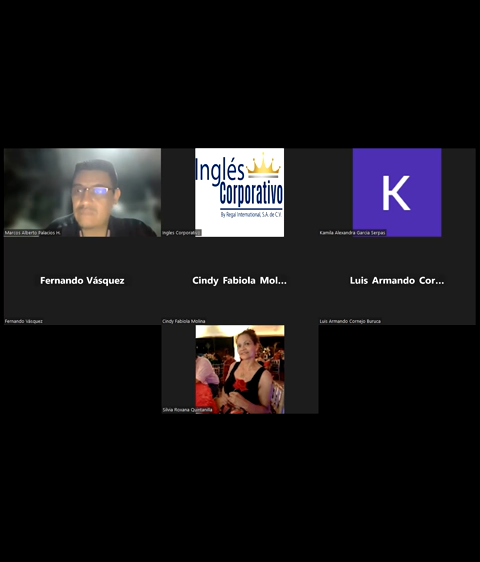 Inglés
Corporativo
By Regal International, S.A. de C.V.
K
Marcos Alberto Palacios H.
Ingles Corporativo
Kamila Alexandra Garcia Serpas
Fernando Vásquez
Cindy Fabiola Mol...
Luis Armando Cor...
Fernando Vásquez
Cindy Fabiola Molina
Luis Armando Cornejo Buruca
Silvia Roxana Quintanilla